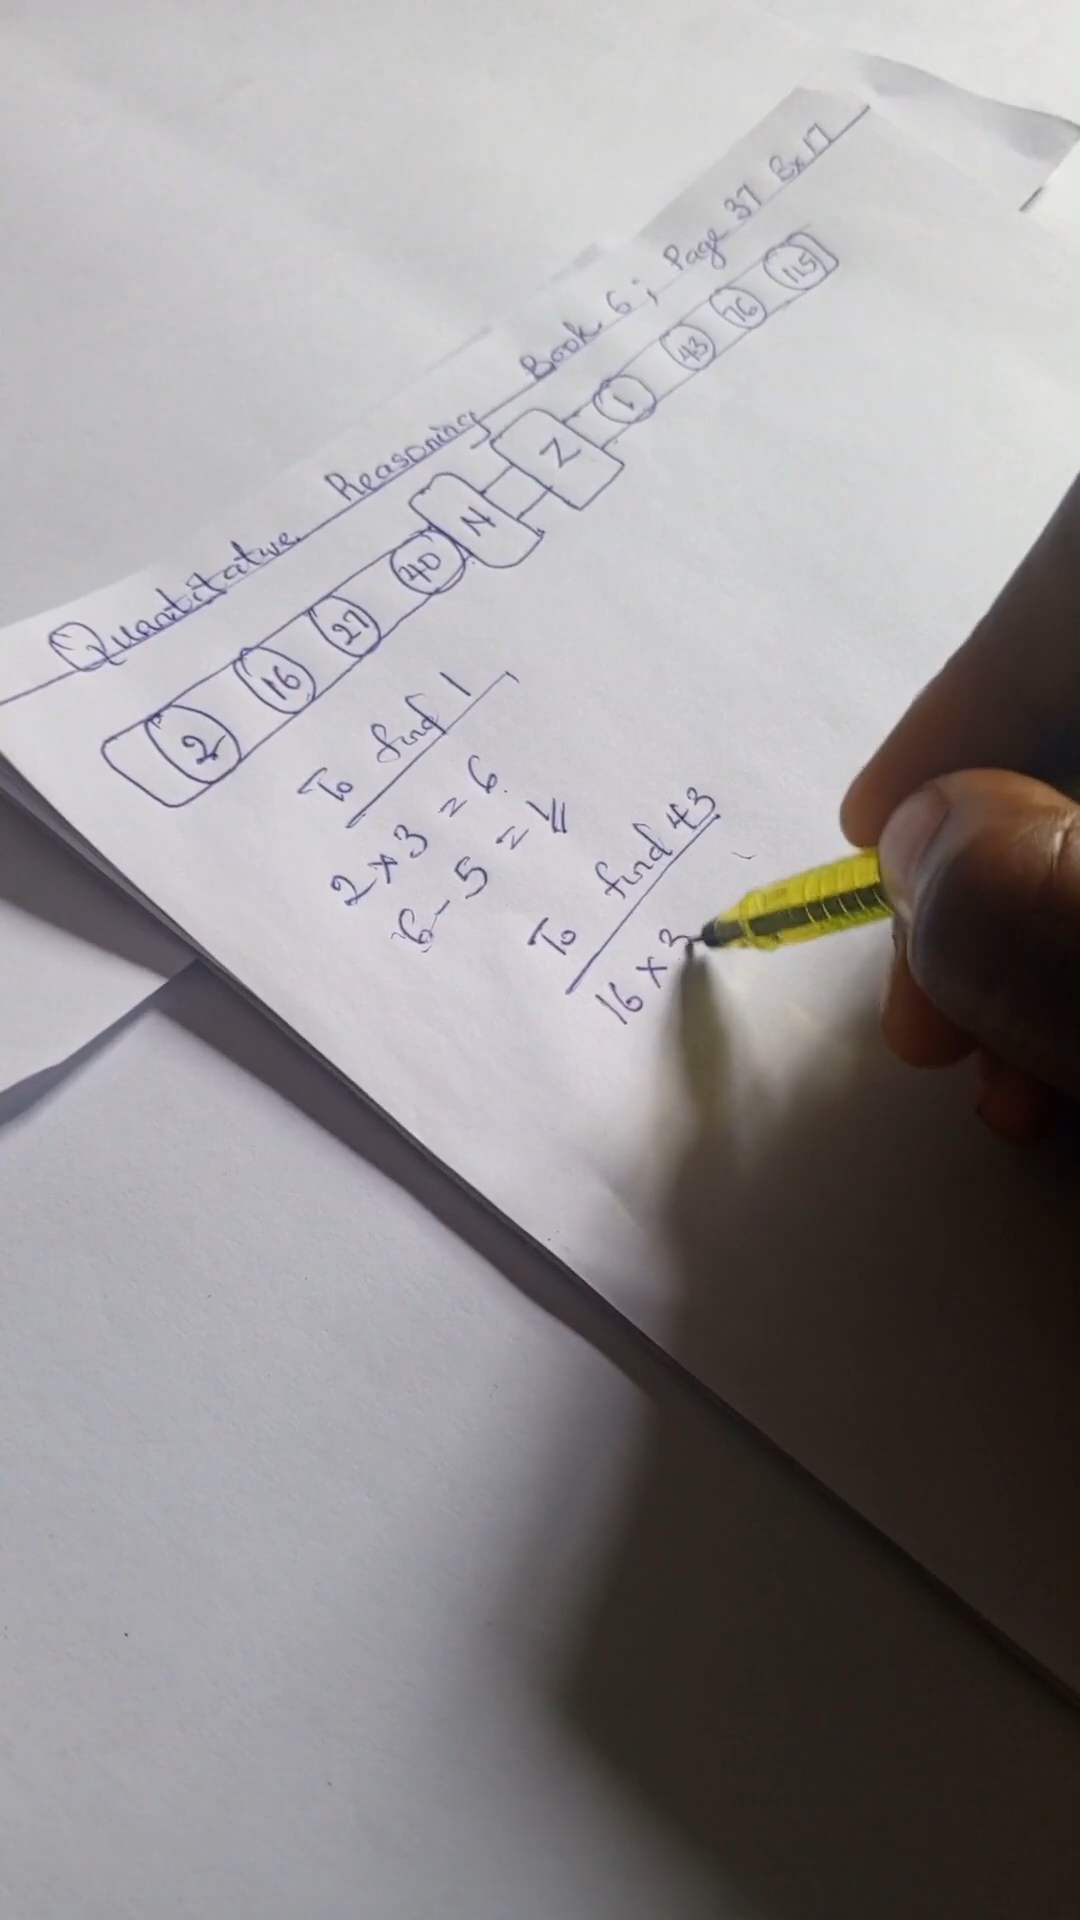 Quantitative Reasoning Book 6; Page 37 Ex 17
2 16 27 40 N Z 1 43 76 115
To find 1
2 x 3 = 6
6 - 5 = 1
To find 43
16 x 3